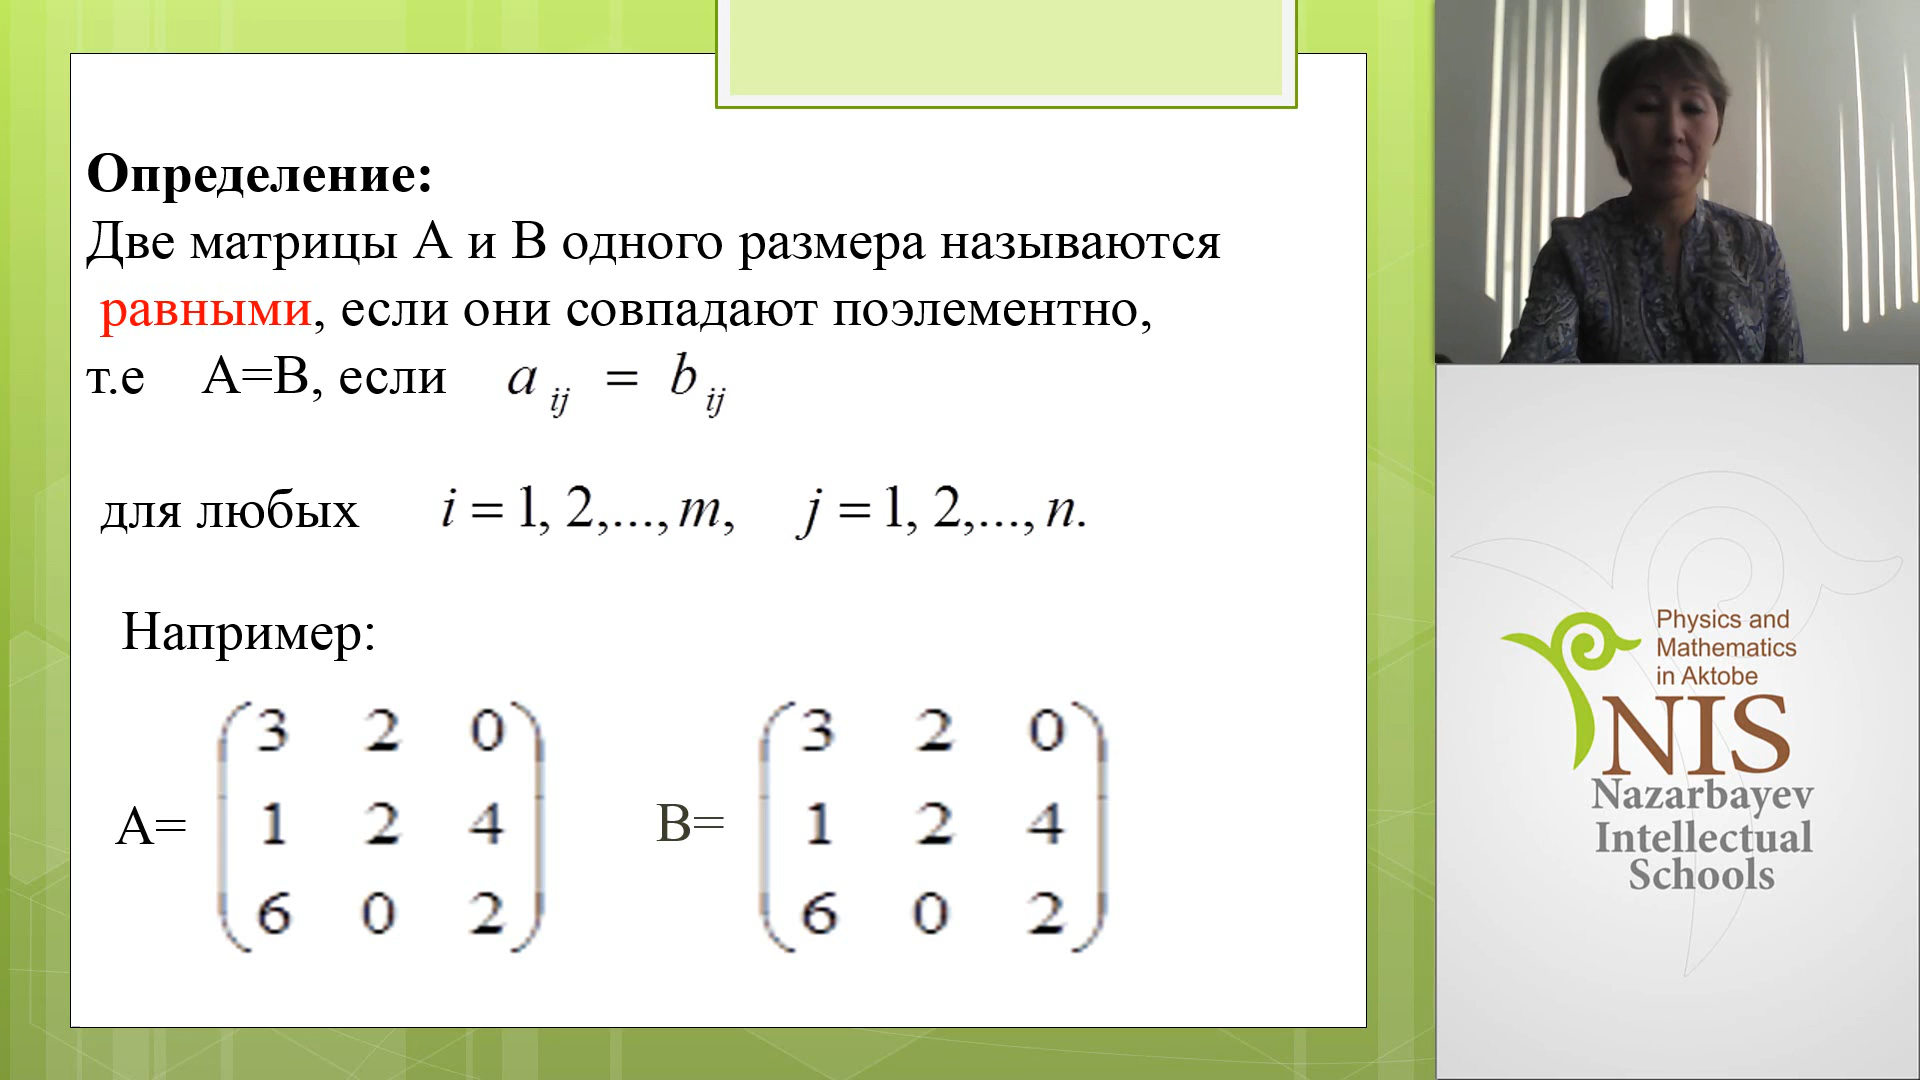 Определение:
Две матрицы А и В одного размера называются
равными, если они совпадают поэлементно,
т.е А=В, если a ij = b ij
для любых i = 1, 2,..., m, j = 1, 2,..., n.
Например:
3 2 0
1 2 4
6 0 2
А=
3 2 0
1 2 4
6 0 2
В=
Physics and
Mathematics
in Aktobe
NIS
Nazarbayev
Intellectual
Schools